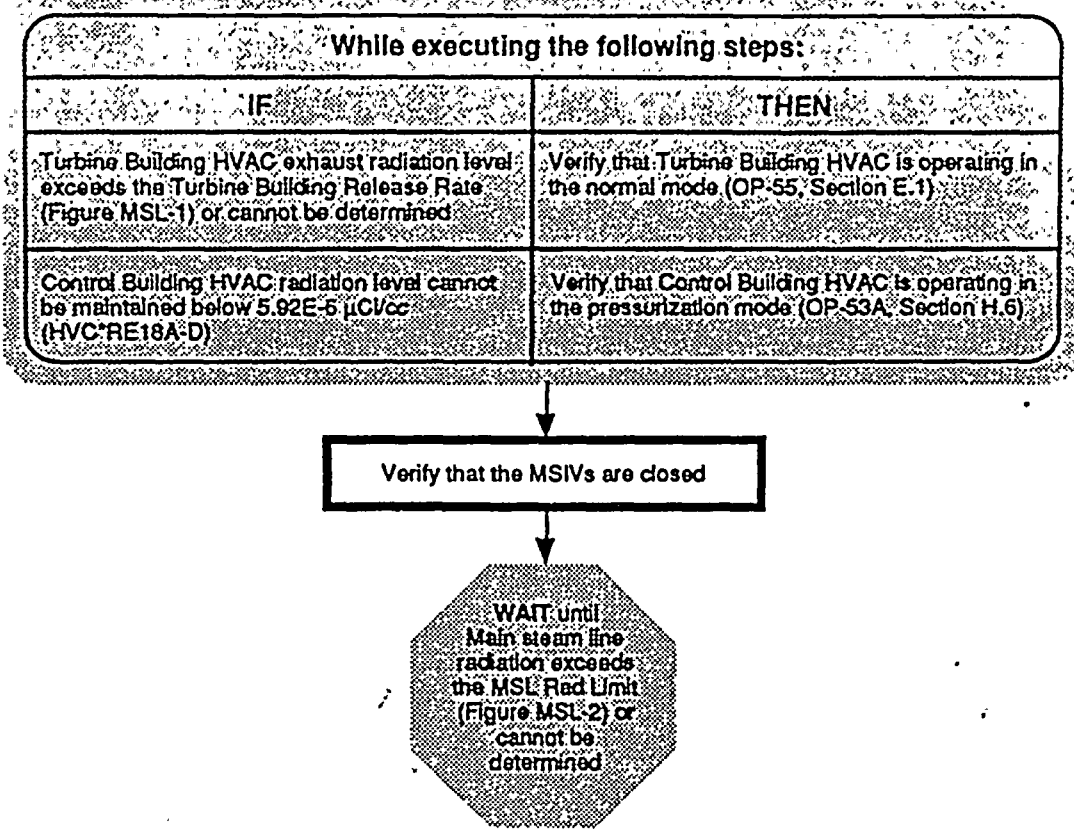 While executing the following steps:
IF
THEN
Turbine Building HVAC exhaust radiation level
exceeds the Turbine Building Release Rate
(Figure MSL-1) or cannot be determined
Verify that Turbine Building HVAC is operating in
the normal mode (OP-55, Section E.1)
Control Building HVAC radiation level cannot
be maintained below 5.92E-6 μCi/cc
(HVC*RE18A-D)
Verify that Control Building HVAC is operating in
the pressurization mode (OP-53A, Section H.6)
Verify that the MSIVs are closed
WAIT until
Main steam line
radiation exceeds
the MSL Rad Limit
(Figure MSL-2) or
cannot be
determined